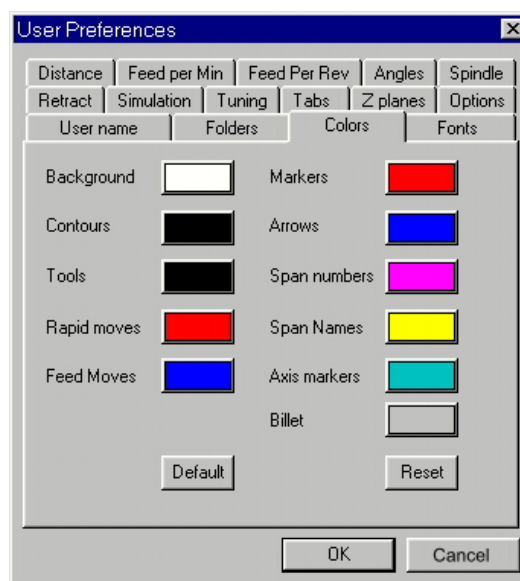 User Preferences
Distance Feed per Min Feed Per Rev Angles Spindle
Retract Simulation Tuning Tabs Z planes Options
User name Folders Colors Fonts
Background Markers
Contours Arrows
Tools Span numbers
Rapid moves Span Names
Feed Moves Axis markers
Billet
Default Reset
OK Cancel